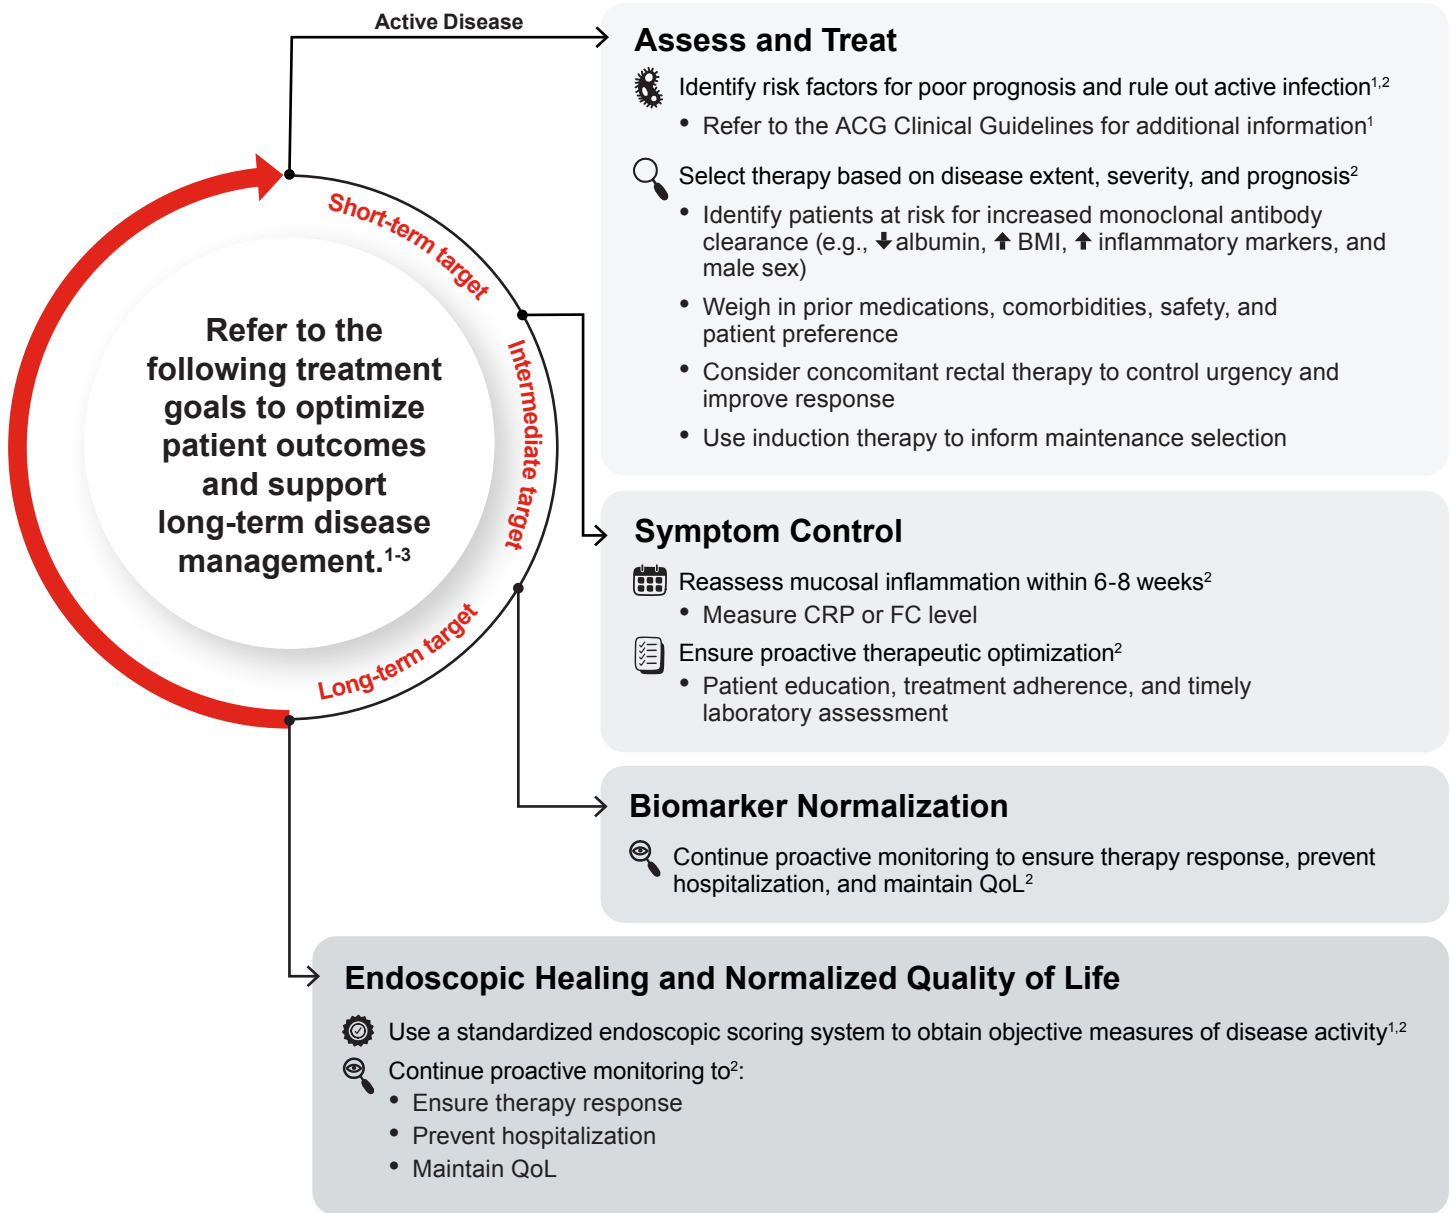 Active Disease
Assess and Treat
Identify risk factors for poor prognosis and rule out active infection1,2
• Refer to the ACG Clinical Guidelines for additional information1
Select therapy based on disease extent, severity, and prognosis2
• Identify patients at risk for increased monoclonal antibody
clearance (e.g., ↓ albumin, ↑ BMI, ↑ inflammatory markers, and
male sex)
• Weigh in prior medications, comorbidities, safety, and
patient preference
• Consider concomitant rectal therapy to control urgency and
improve response
• Use induction therapy to inform maintenance selection
Short-term target
Intermediate target
Long-term target
Refer to the
following treatment
goals to optimize
patient outcomes
and support
long-term disease
management.1-3
Symptom Control
Reassess mucosal inflammation within 6-8 weeks2
• Measure CRP or FC level
Ensure proactive therapeutic optimization2
• Patient education, treatment adherence, and timely
laboratory assessment
Biomarker Normalization
Continue proactive monitoring to ensure therapy response, prevent
hospitalization, and maintain QoL2
Endoscopic Healing and Normalized Quality of Life
Use a standardized endoscopic scoring system to obtain objective measures of disease activity1,2
Continue proactive monitoring to2:
• Ensure therapy response
• Prevent hospitalization
• Maintain QoL